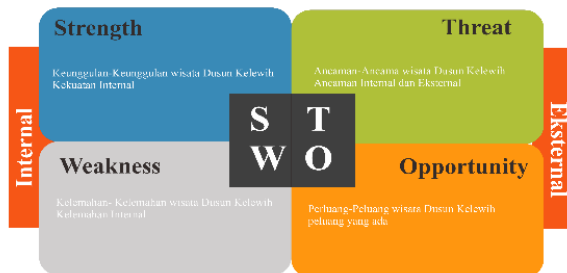 Strength
Keunggulan-Keunggulan wisata Dusun Kelewih
Kekuatan Internal
Threat
Ancaman-Ancama wisata Dusun Kelewih
Ancaman Internal dan Eksternal
Internal
S T
W O
Eksternal
Weakness
Kelemahan- Kelemahan wisata Dusun Kelewih
Kelemahan Internal
Opportunity
Perluang-Peluang wisata Dusun Kelewih
peluang yang ada